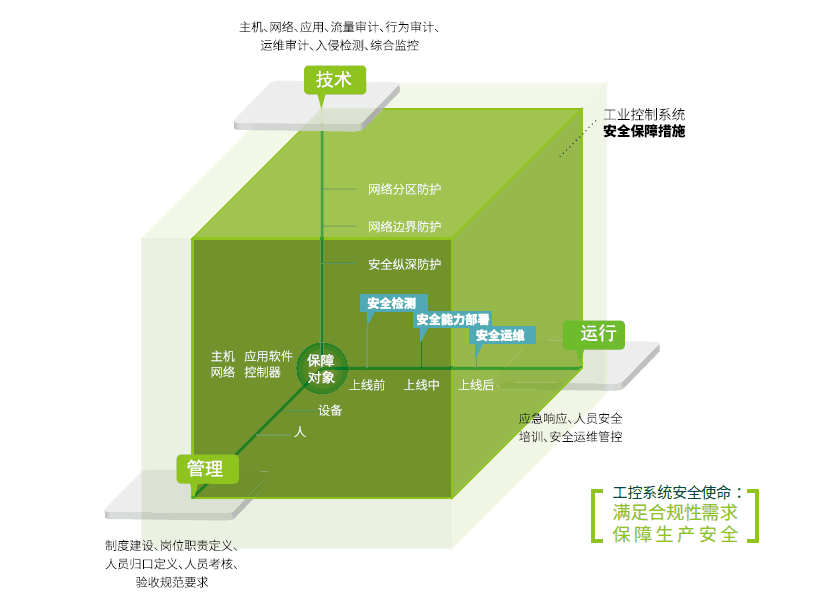 主机、网络、应用、流量审计、行为审计、
运维审计、入侵检测、综合监控
技术
工业控制系统
安全保障措施
网络分区防护
网络边界防护
安全纵深防护
安全检测
安全能力部署
安全运维
运行
主机 应用软件
网络 控制器
保障
对象
上线前 上线中 上线后
设备
人
应急响应、人员安全
培训、安全运维管控
管理
工控系统安全使命：
满足合规性需求
保障生产安全
制度建设、岗位职责定义、
人员归口定义、人员考核、
验收规范要求